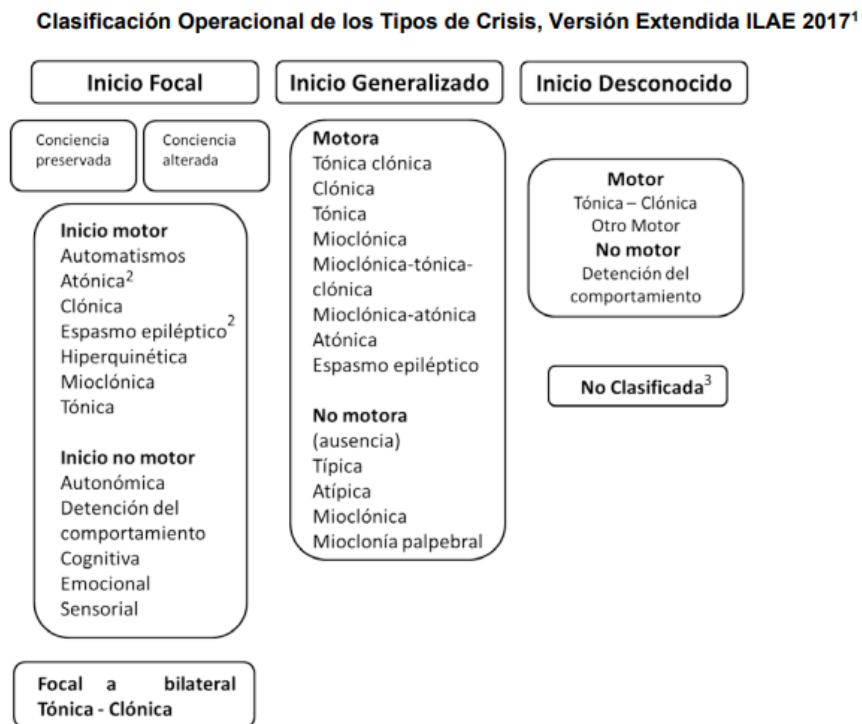 Clasificación Operacional de los Tipos de Crisis, Versión Extendida ILAE 2017¹
Inicio Focal
Conciencia
preservada
Conciencia
alterada
Inicio motor
Automatismos
Atónica²
Clónica
Espasmo epiléptico²
Hiperquinética
Mioclónica
Tónica
Inicio no motor
Autonómica
Detención del
comportamiento
Cognitiva
Emocional
Sensorial
Focal a bilateral
Tónica - Clónica
Inicio Generalizado
Motora
Tónica clónica
Clónica
Tónica
Mioclónica
Mioclónica-tónica-
clónica
Mioclónica-atónica
Atónica
Espasmo epiléptico
No motora
(ausencia)
Típica
Atípica
Mioclónica
Mioclonía palpebral
Inicio Desconocido
Motor
Tónica – Clónica
Otro Motor
No motor
Detención del
comportamiento
No Clasificada³